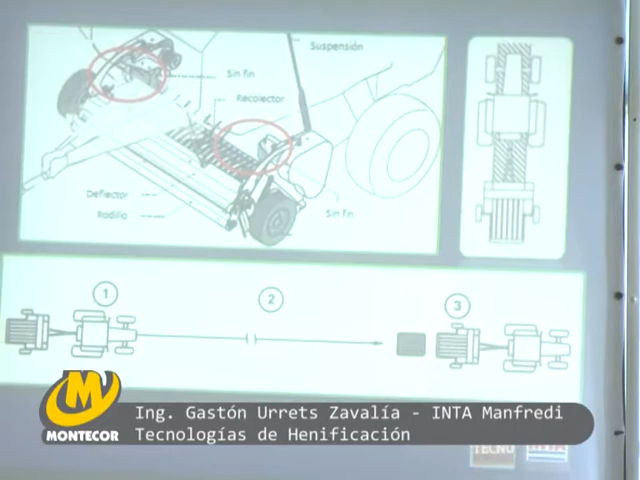 Suspensión
Sin fin
Recolector
Deflector
Rodillo
Sin fin
1
2
3
MONTECOR
Ing. Gastón Urrets Zavalía - INTA Manfredi
Tecnologías de Henificación
TECNO